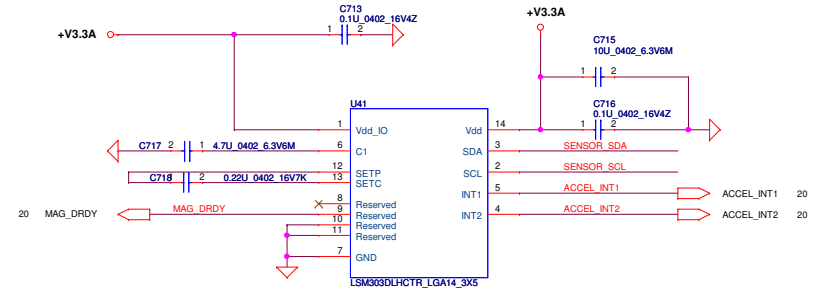 C713
0.1U_0402_16V4Z
+V3.3A
1 2
+V3.3A
C715
10U_0402_6.3V6M
1 2
C716
0.1U_0402_16V4Z
1 2
U41
1 Vdd_IO
Vdd 14
C717 2 1 4.7U_0402_6.3V6M
6 C1
SDA 3 SENSOR_SDA
12 SETP
SCL 2 SENSOR_SCL
C718 1 2 0.22U_0402_16V7K
13 SETC
INT1 5 ACCEL_INT1
ACCEL_INT1 20
8 Reserved
20 MAG_DRDY
MAG_DRDY
9 Reserved
INT2 4 ACCEL_INT2
ACCEL_INT2 20
10 Reserved
11 Reserved
7 GND
LSM303DLHCTR_LGA14_3X5